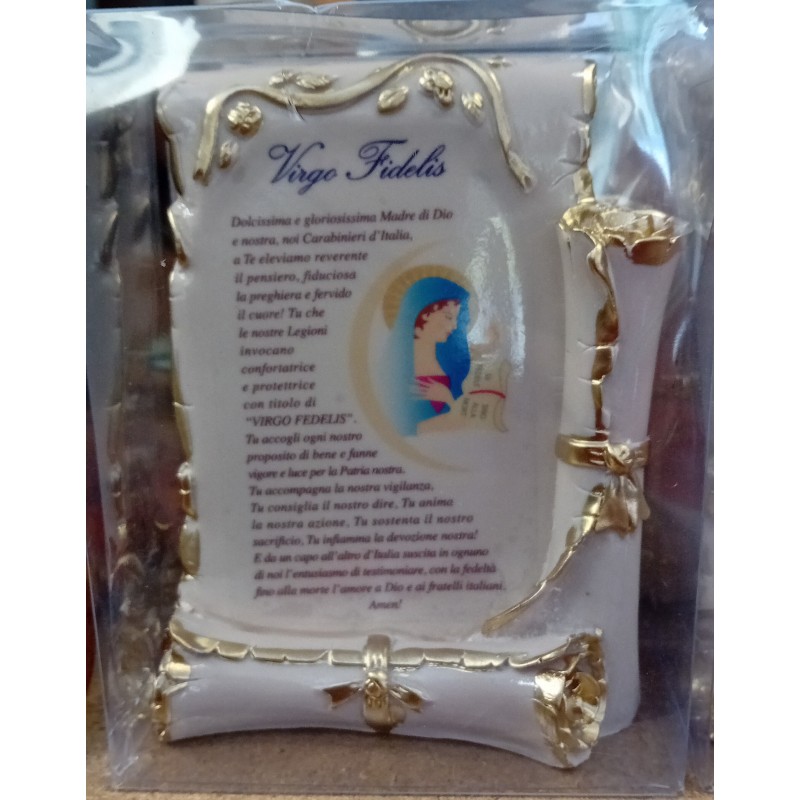 Virgo Fidelis
Dolcissima e gloriosissima Madre di Dio
e nostra, noi Carabinieri d'Italia,
a Te eleviamo reverente
il pensiero, fiduciosa
la preghiera e fervido
il cuore! Tu che
le nostre Legioni
invocano
confortatrice
e protettrice
con titolo di
"VIRGO FEDELIS".
Tu accogli ogni nostro
proposito di bene e fanne
vigore e luce per la Patria nostra.
Tu accompagna la nostra vigilanza,
Tu consiglia il nostro dire, Tu anima
la nostra azione, Tu sostenta il nostro
sacrificio, Tu infiamma la devozione nostra!
E da un capo all'altro d'Italia suscita in ognuno
di noi l'entusiasmo di testimoniare, con la fedeltà
fino alla morte l'amore a Dio e ai fratelli italiani.
Amen!